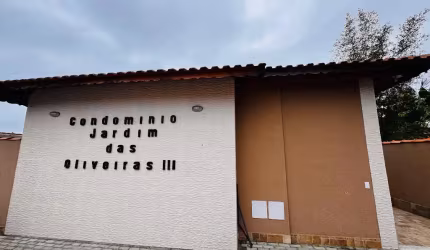 Condominio
Jardim
das
Oliveiras III